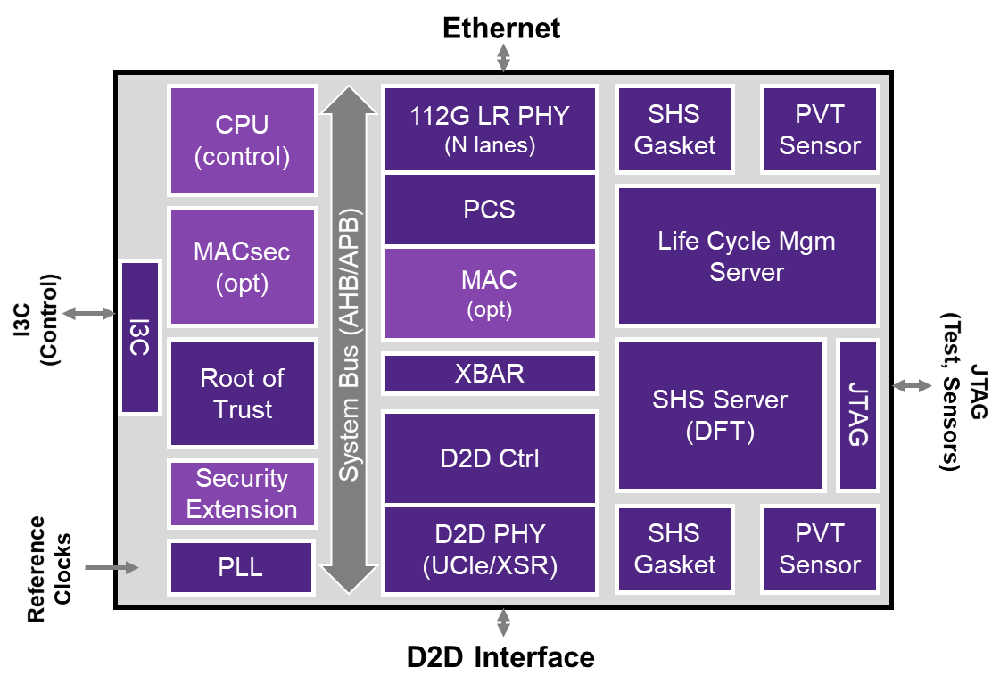 Ethernet
CPU
(control)
MACsec
(opt)
Root of
Trust
Security
Extension
PLL
I3C
I3C
(Control)
Reference
Clocks
System Bus (AHB/APB)
112G LR PHY
(N lanes)
PCS
MAC
(opt)
XBAR
D2D Ctrl
D2D PHY
(UCIe/XSR)
SHS
Gasket
PVT
Sensor
Life Cycle Mgm
Server
SHS Server
(DFT)
JTAG
JTAG
(Test, Sensors)
SHS
Gasket
PVT
Sensor
D2D Interface